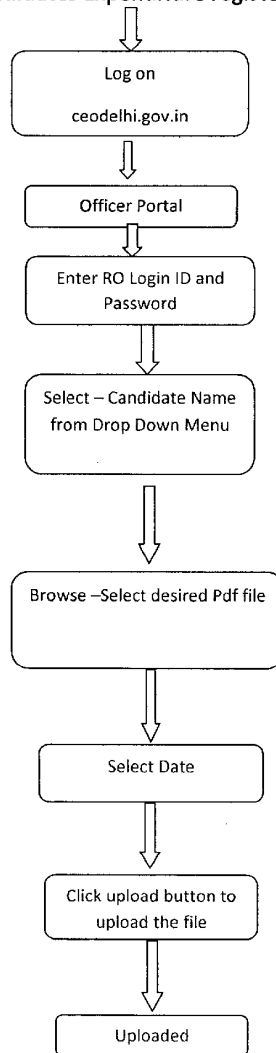 Log on
ceodelhi.gov.in
Officer Portal
Enter RO Login ID and
Password
Select – Candidate Name
from Drop Down Menu
Browse –Select desired Pdf file
Select Date
Click upload button to
upload the file
Uploaded